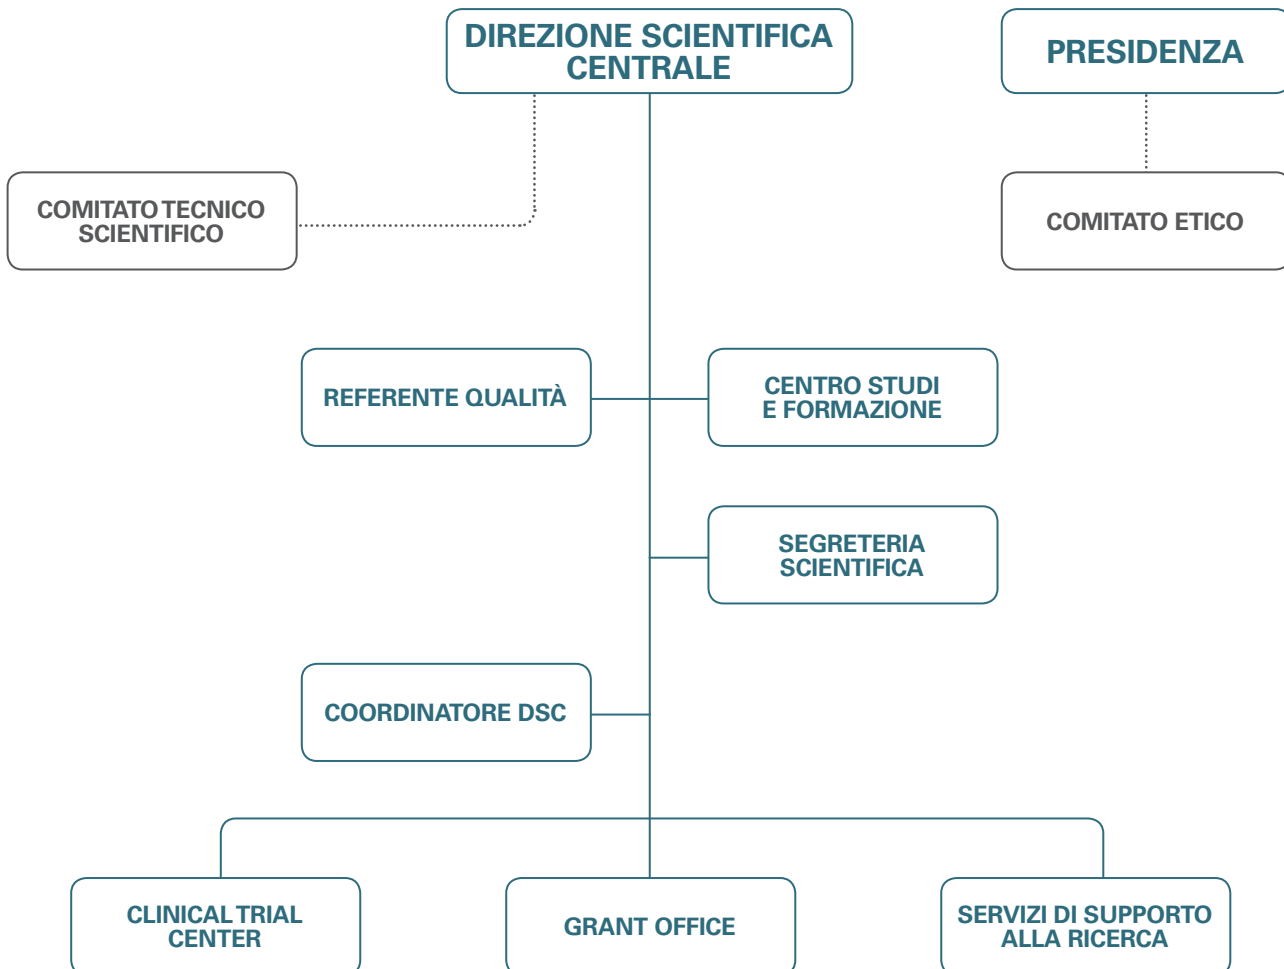 DIREZIONE SCIENTIFICA
CENTRALE
PRESIDENZA
COMITATO TECNICO
SCIENTIFICO
COMITATO ETICO
REFERENTE QUALITÀ
CENTRO STUDI
E FORMAZIONE
SEGRETERIA
SCIENTIFICA
COORDINATORE DSC
CLINICAL TRIAL
CENTER
GRANT OFFICE
SERVIZI DI SUPPORTO
ALLA RICERCA